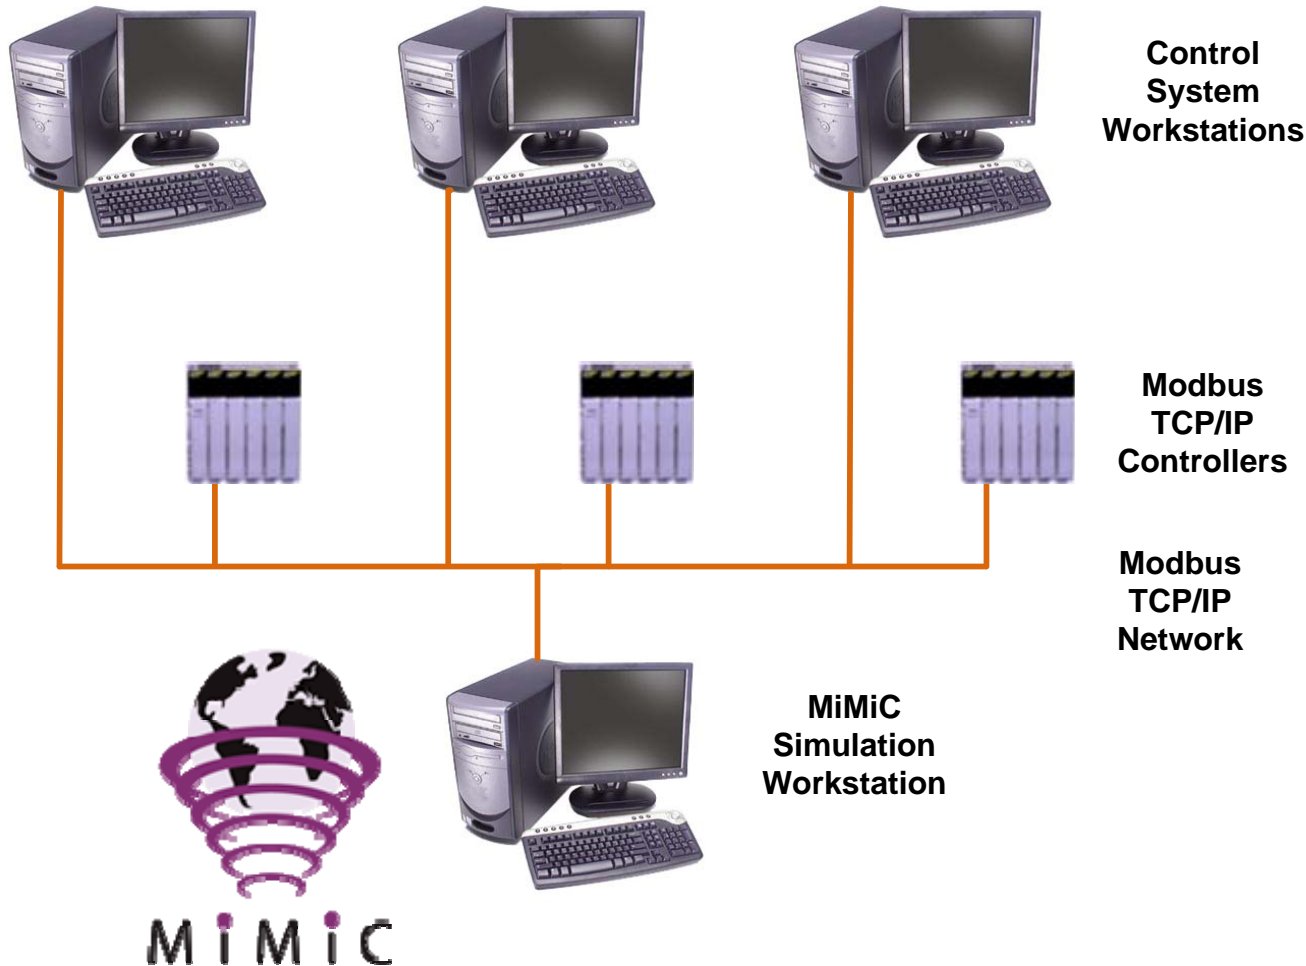 Control
System
Workstations
Modbus
TCP/IP
Controllers
Modbus
TCP/IP
Network
MiMiC
Simulation
Workstation
MiMiC